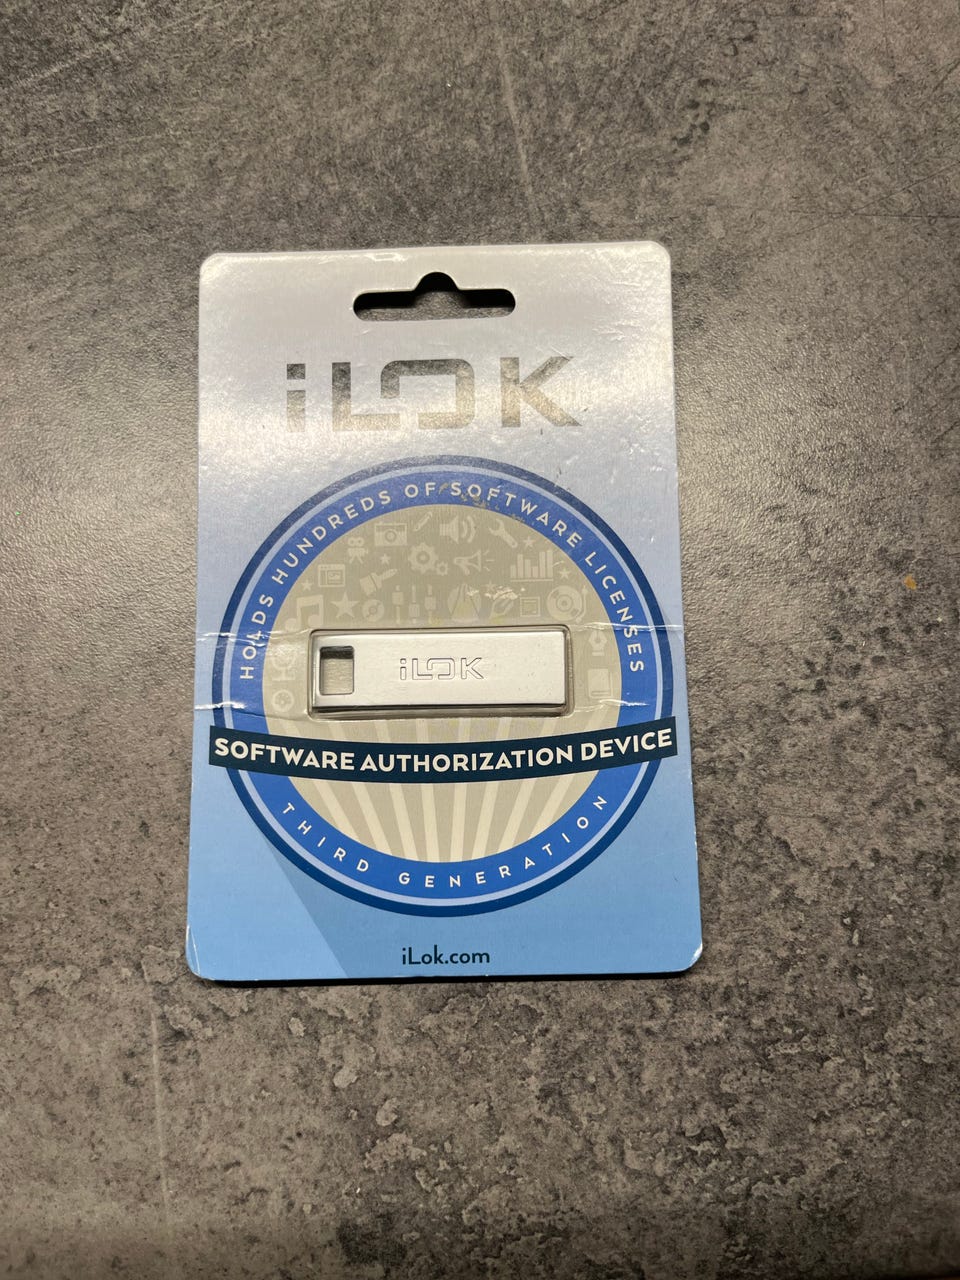 iLOK
HOLDS HUNDREDS OF SOFTWARE LICENSES
iLOK
SOFTWARE AUTHORIZATION DEVICE
THIRD GENERATION
iLok.com